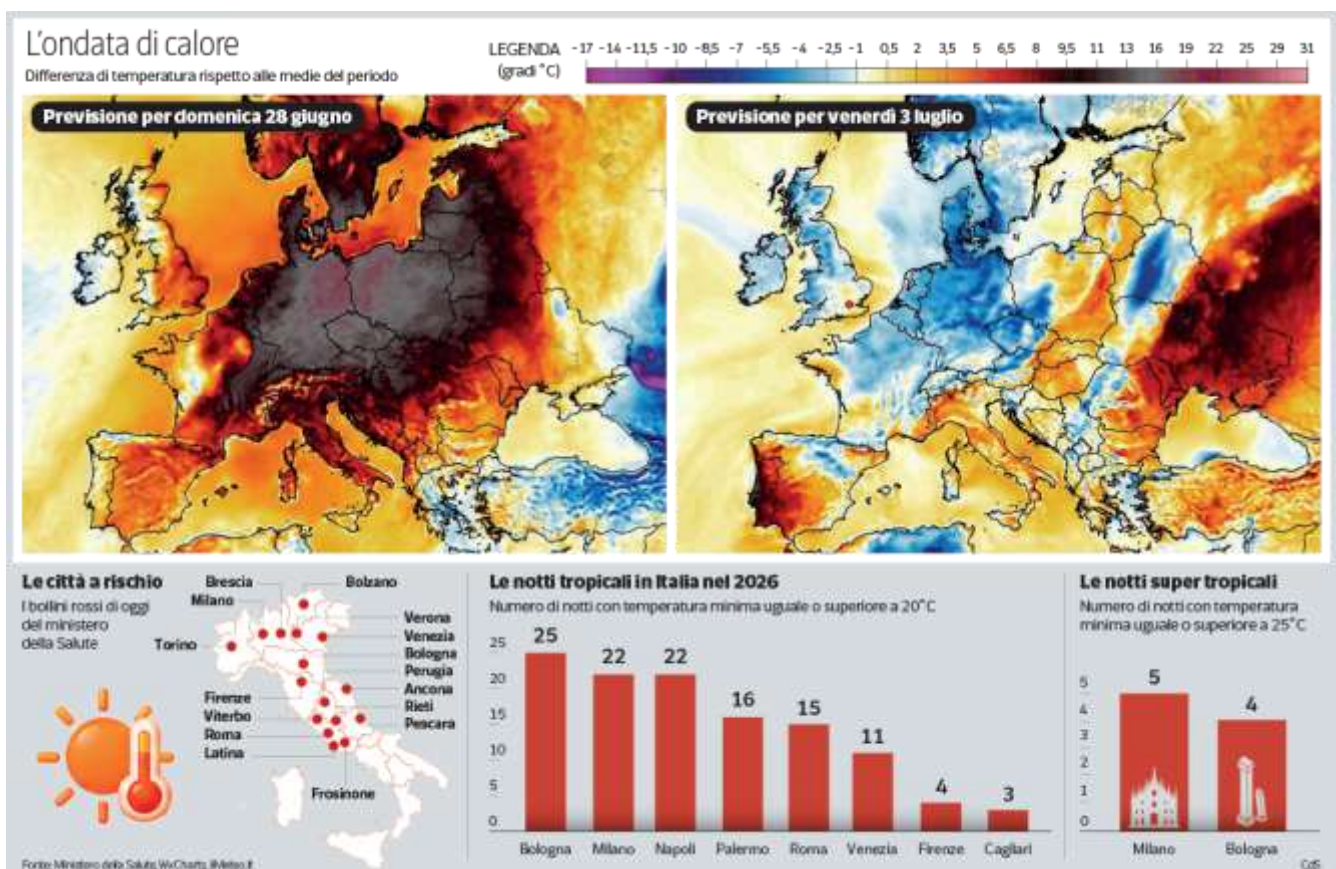 L'ondata di calore
Differenza di temperatura rispetto alle medie del periodo
LEGENDA
(gradi °C)
-17 -14 -11,5 -10 -8,5 -7 -5,5 -4 -2,5 -1 0,5 2 3,5 5 6,5 8 9,5 11 13 16 19 22 25 29 31
Previsione per domenica 28 giugno
Previsione per venerdì 3 luglio
Le città a rischio
I bollini rossi di oggi
del ministero
della Salute
Brescia
Bolzano
Milano
Verona
Torino
Venezia
Bologna
Perugia
Firenze
Ancona
Viterbo
Rieti
Roma
Pescara
Latina
Frosinone
Fonte: Ministero della Salute, WxCharts, ilMeteo.it
Le notti tropicali in Italia nel 2026
Numero di notti con temperatura minima uguale o superiore a 20°C
25
20
15
10
5
0
25
22
22
16
15
11
4
3
Bologna
Milano
Napoli
Palermo
Roma
Venezia
Firenze
Cagliari
Le notti super tropicali
Numero di notti con temperatura
minima uguale o superiore a 25°C
5
4
3
2
1
0
5
4
Milano
Bologna
CdS